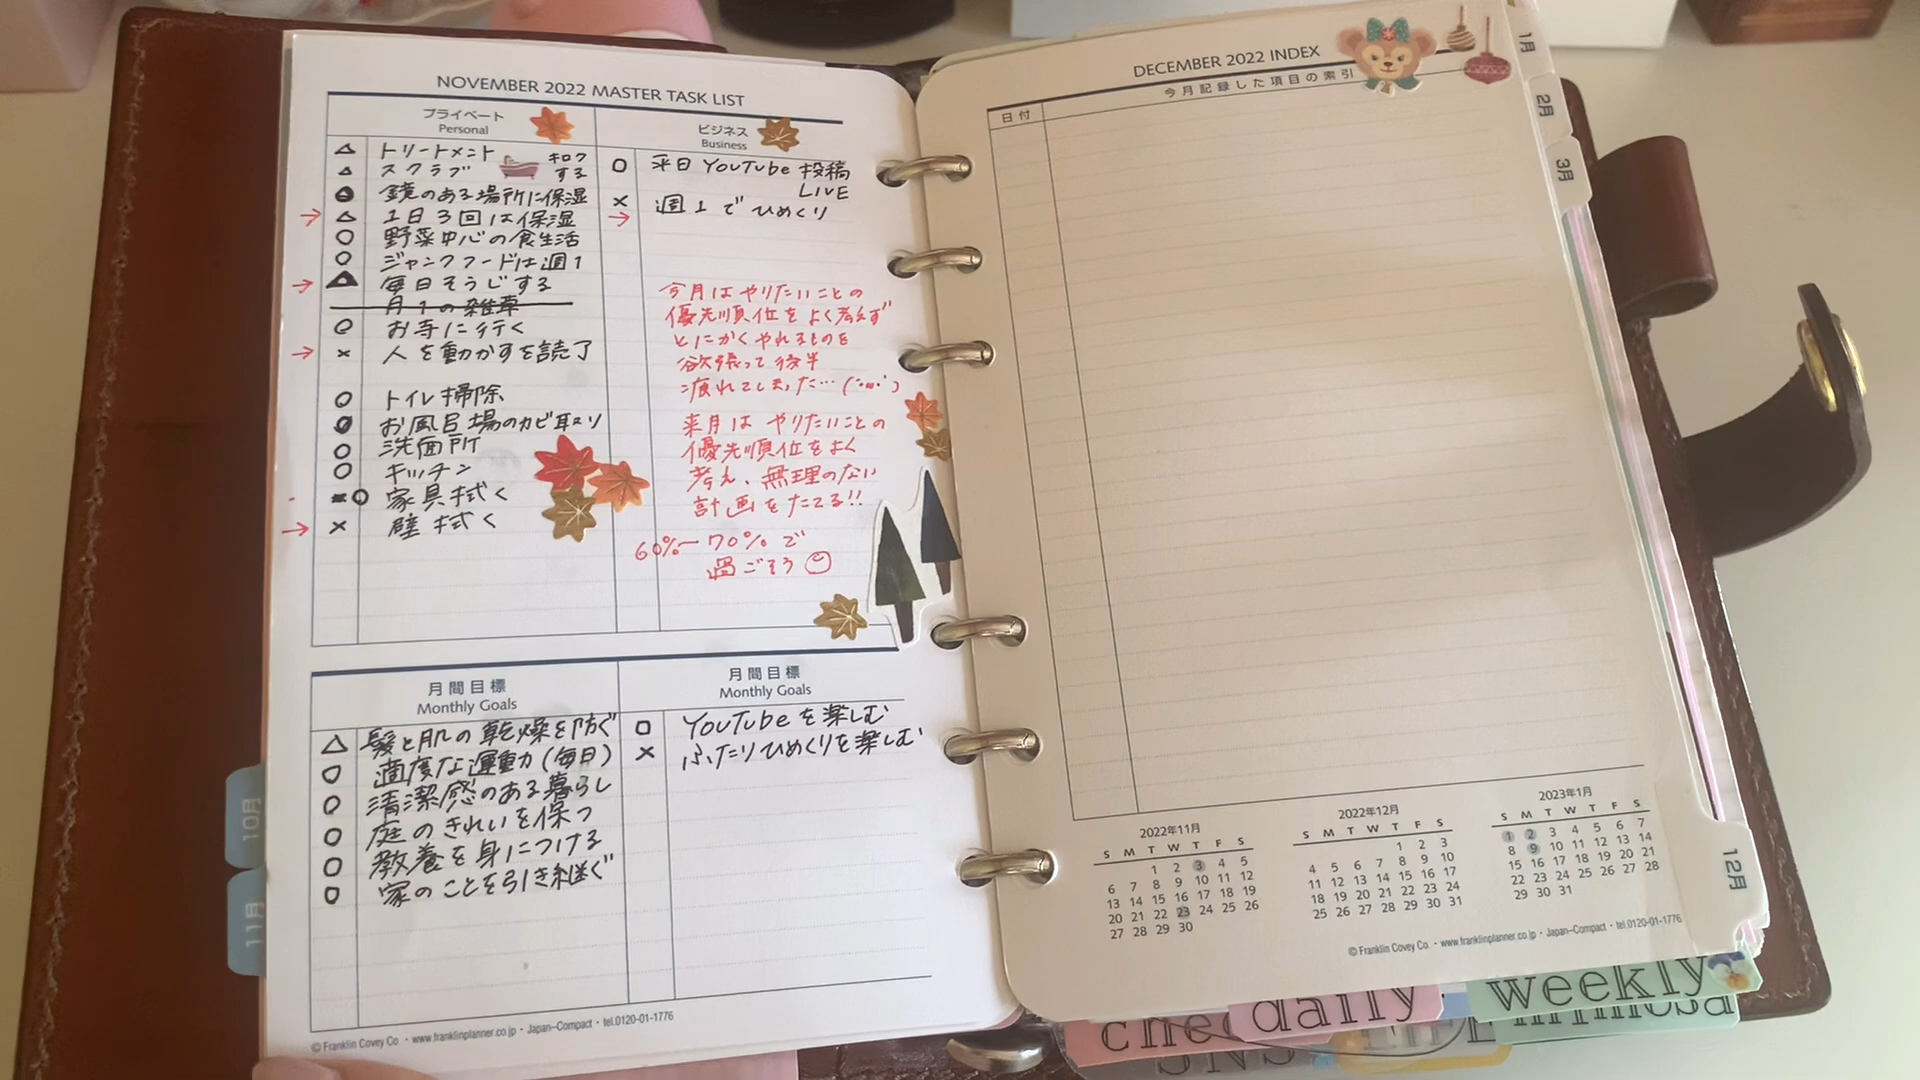 NOVEMBER 2022 MASTER TASK LIST
プライベート
Personal
トリートメント
スクラブ
キロク
する
鏡のある場所に保湿
→ △ 1日3回は保湿
野菜中心の食生活
ジャンクフードは週1
→ 毎日そうじする
月1の雑草
お寺に行く
→ × 人を動かすを読了
トイレ掃除
お風呂場のカビ取り
洗面所
キッチン
家具拭く
→ × 壁拭く
ビジネス
Business
平日 YouTube 投稿
LIVE
× 週1でひめくり
→
今月はやりたいことの
優先順位をよく考えず
とにかくやれるものを
欲張って後半
疲れてしまった…
来月はやりたいことの
優先順位をよく
考え、無理のない
計画をたてる!!
60%〜70%で
過ごそう
月間目標
Monthly Goals
△ 髪と肌の乾燥を防ぐ
○ 適度な運動(毎日)
○ 清潔感のある暮らし
○ 庭のきれいを保つ
○ 教養を身につける
○ 家のことを引き継ぐ
月間目標
Monthly Goals
○ YouTubeを楽しむ
× ふたりひめくりを楽しむ
© Franklin Covey Co ・www.franklinplanner.co.jp・Japan–Compact・tel.0120-01-1776
10月
11月
DECEMBER 2022 INDEX
今月記録した項目の索引
日付
2022年11月
S M T W T F S
1 2 3 4 5
6 7 8 9 10 11 12
13 14 15 16 17 18 19
20 21 22 23 24 25 26
27 28 29 30
2022年12月
S M T W T F S
1 2 3
4 5 6 7 8 9 10
11 12 13 14 15 16 17
18 19 20 21 22 23 24
25 26 27 28 29 30 31
2023年1月
S M T W T F S
1 2 3 4 5 6 7
8 9 10 11 12 13 14
15 16 17 18 19 20 21
22 23 24 25 26 27 28
29 30 31
© Franklin Covey Co.・www.franklinplanner.co.jp・Japan–Compact・tel.0120-01-1776
1月
2月
3月
12月
daily
weekly
mimosa
SNS